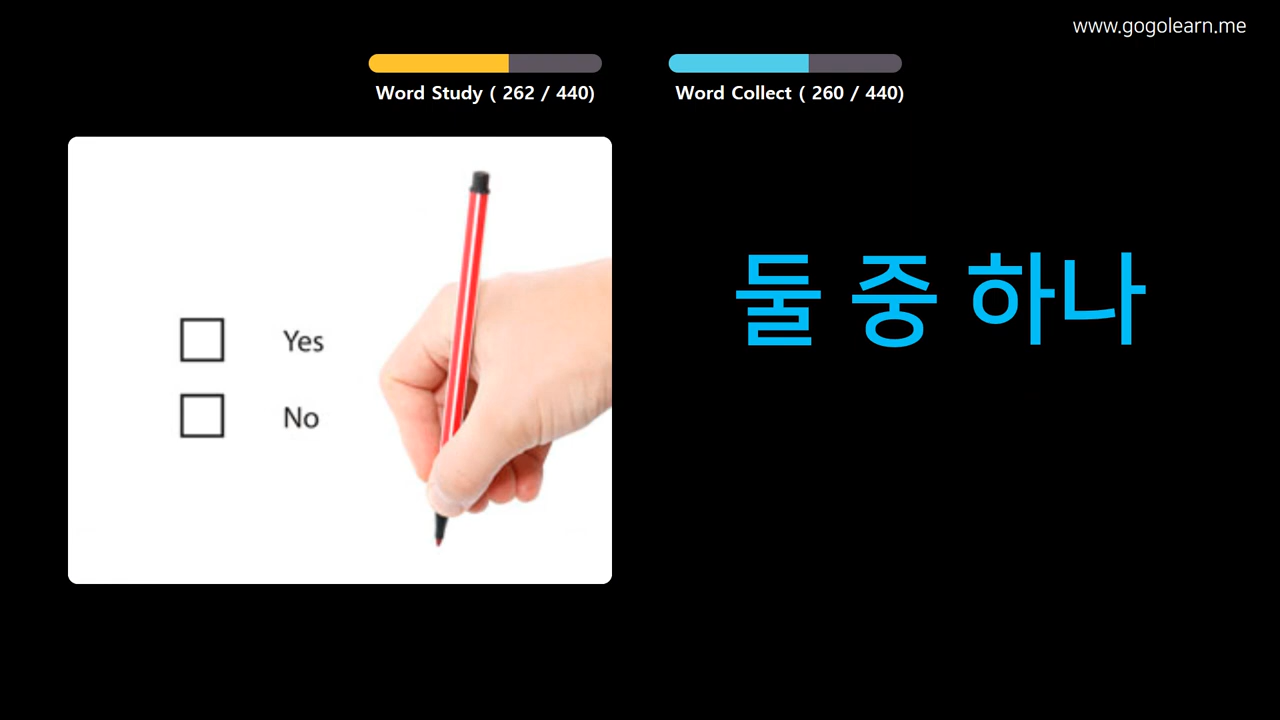 www.gogolearn.me
Word Study ( 262 / 440)
Word Collect ( 260 / 440)
Yes
No
둘 중 하나